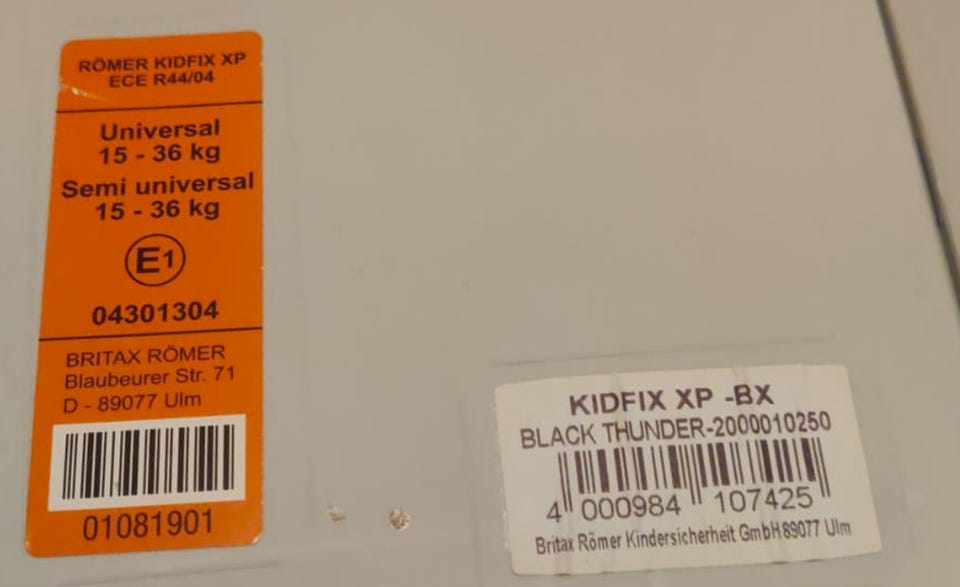 RÖMER KIDFIX XP
ECE R44/04
Universal
15 - 36 kg
Semi universal
15 - 36 kg
E1
04301304
BRITAX RÖMER
Blaubeurer Str. 71
D - 89077 Ulm
01081901
KIDFIX XP -BX
BLACK THUNDER-2000010250
4 000984 107425
Britax Römer Kindersicherheit GmbH 89077 Ulm